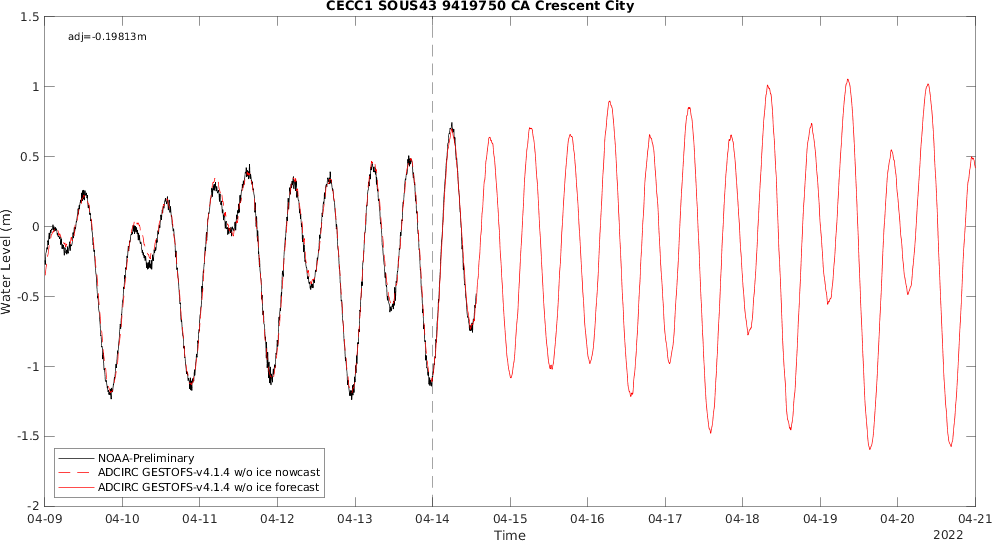 CECC1 SOUS43 9419750 CA Crescent City
adj=-0.19813m
1.5
1
0.5
0
-0.5
-1
-1.5
-2
Water Level (m)
NOAA-Preliminary
ADCIRC GESTOFS-v4.1.4 w/o ice nowcast
ADCIRC GESTOFS-v4.1.4 w/o ice forecast
04-09 04-10 04-11 04-12 04-13 04-14 04-15 04-16 04-17 04-18 04-19 04-20 04-21
Time
2022